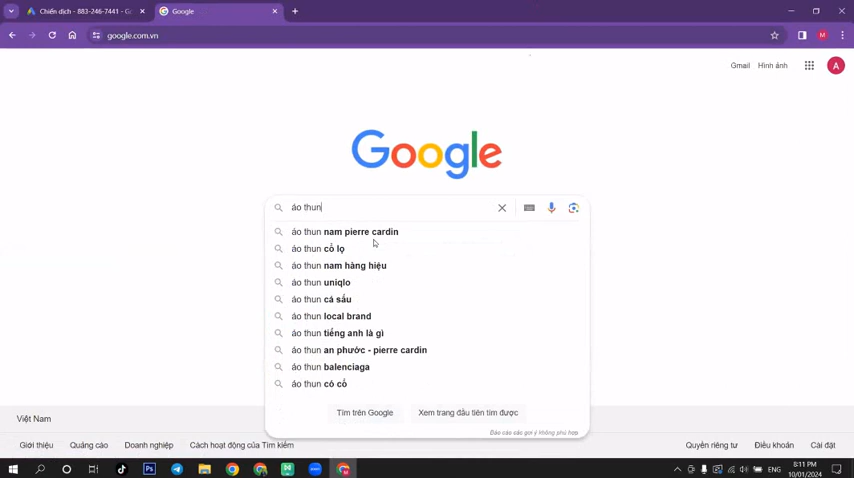 Chiến dịch - 883-246-7441 - Go
Google
google.com.vn
M
Gmail
Hình ảnh
A
Google
áo thun
áo thun nam pierre cardin
áo thun cổ lọ
áo thun nam hàng hiệu
áo thun uniqlo
áo thun cá sấu
áo thun local brand
áo thun tiếng anh là gì
áo thun an phước - pierre cardin
áo thun balenciaga
áo thun có cổ
Tìm trên Google
Xem trang đầu tiên tìm được
Báo cáo các gợi ý không phù hợp
Việt Nam
Giới thiệu
Quảng cáo
Doanh nghiệp
Cách hoạt động của Tìm kiếm
Quyền riêng tư
Điều khoản
Cài đặt
Ps
ENG
8:11 PM
10/01/2024